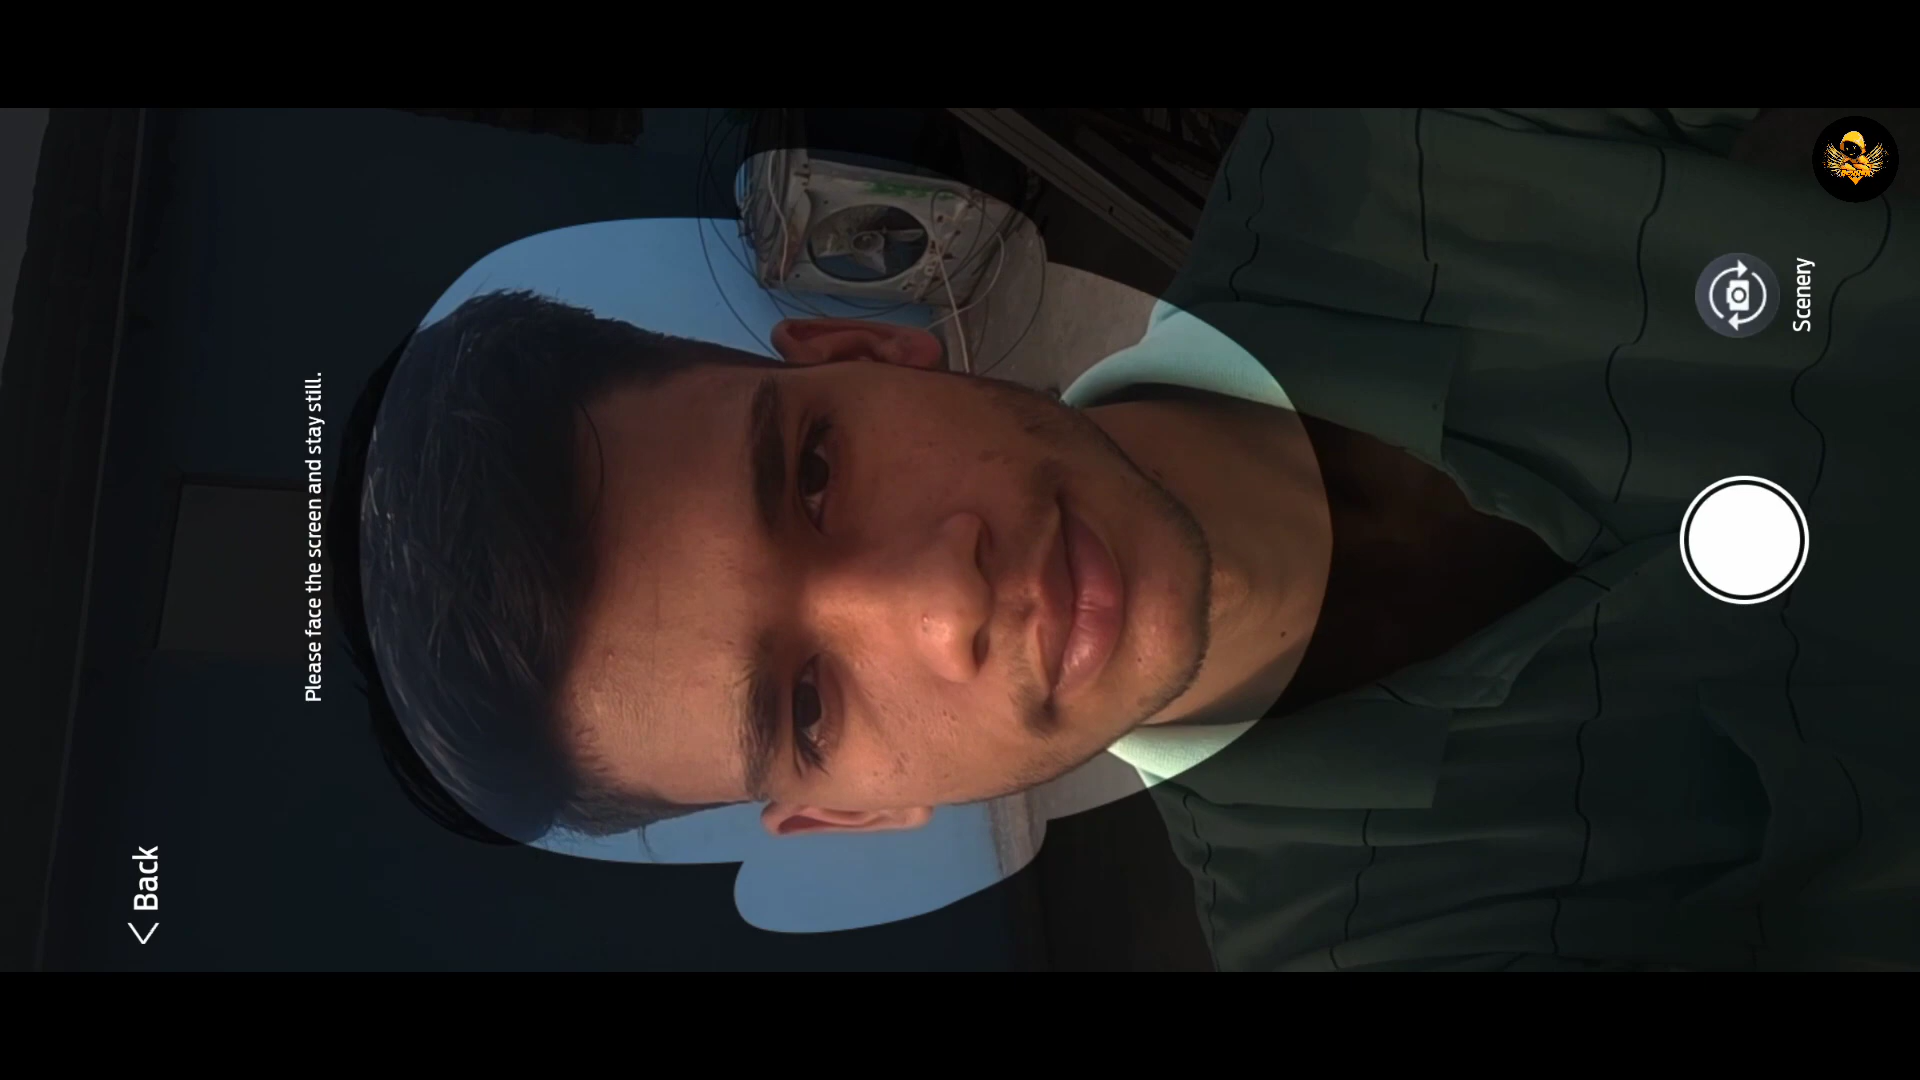 Back
Please face the screen and stay still.
Scenery